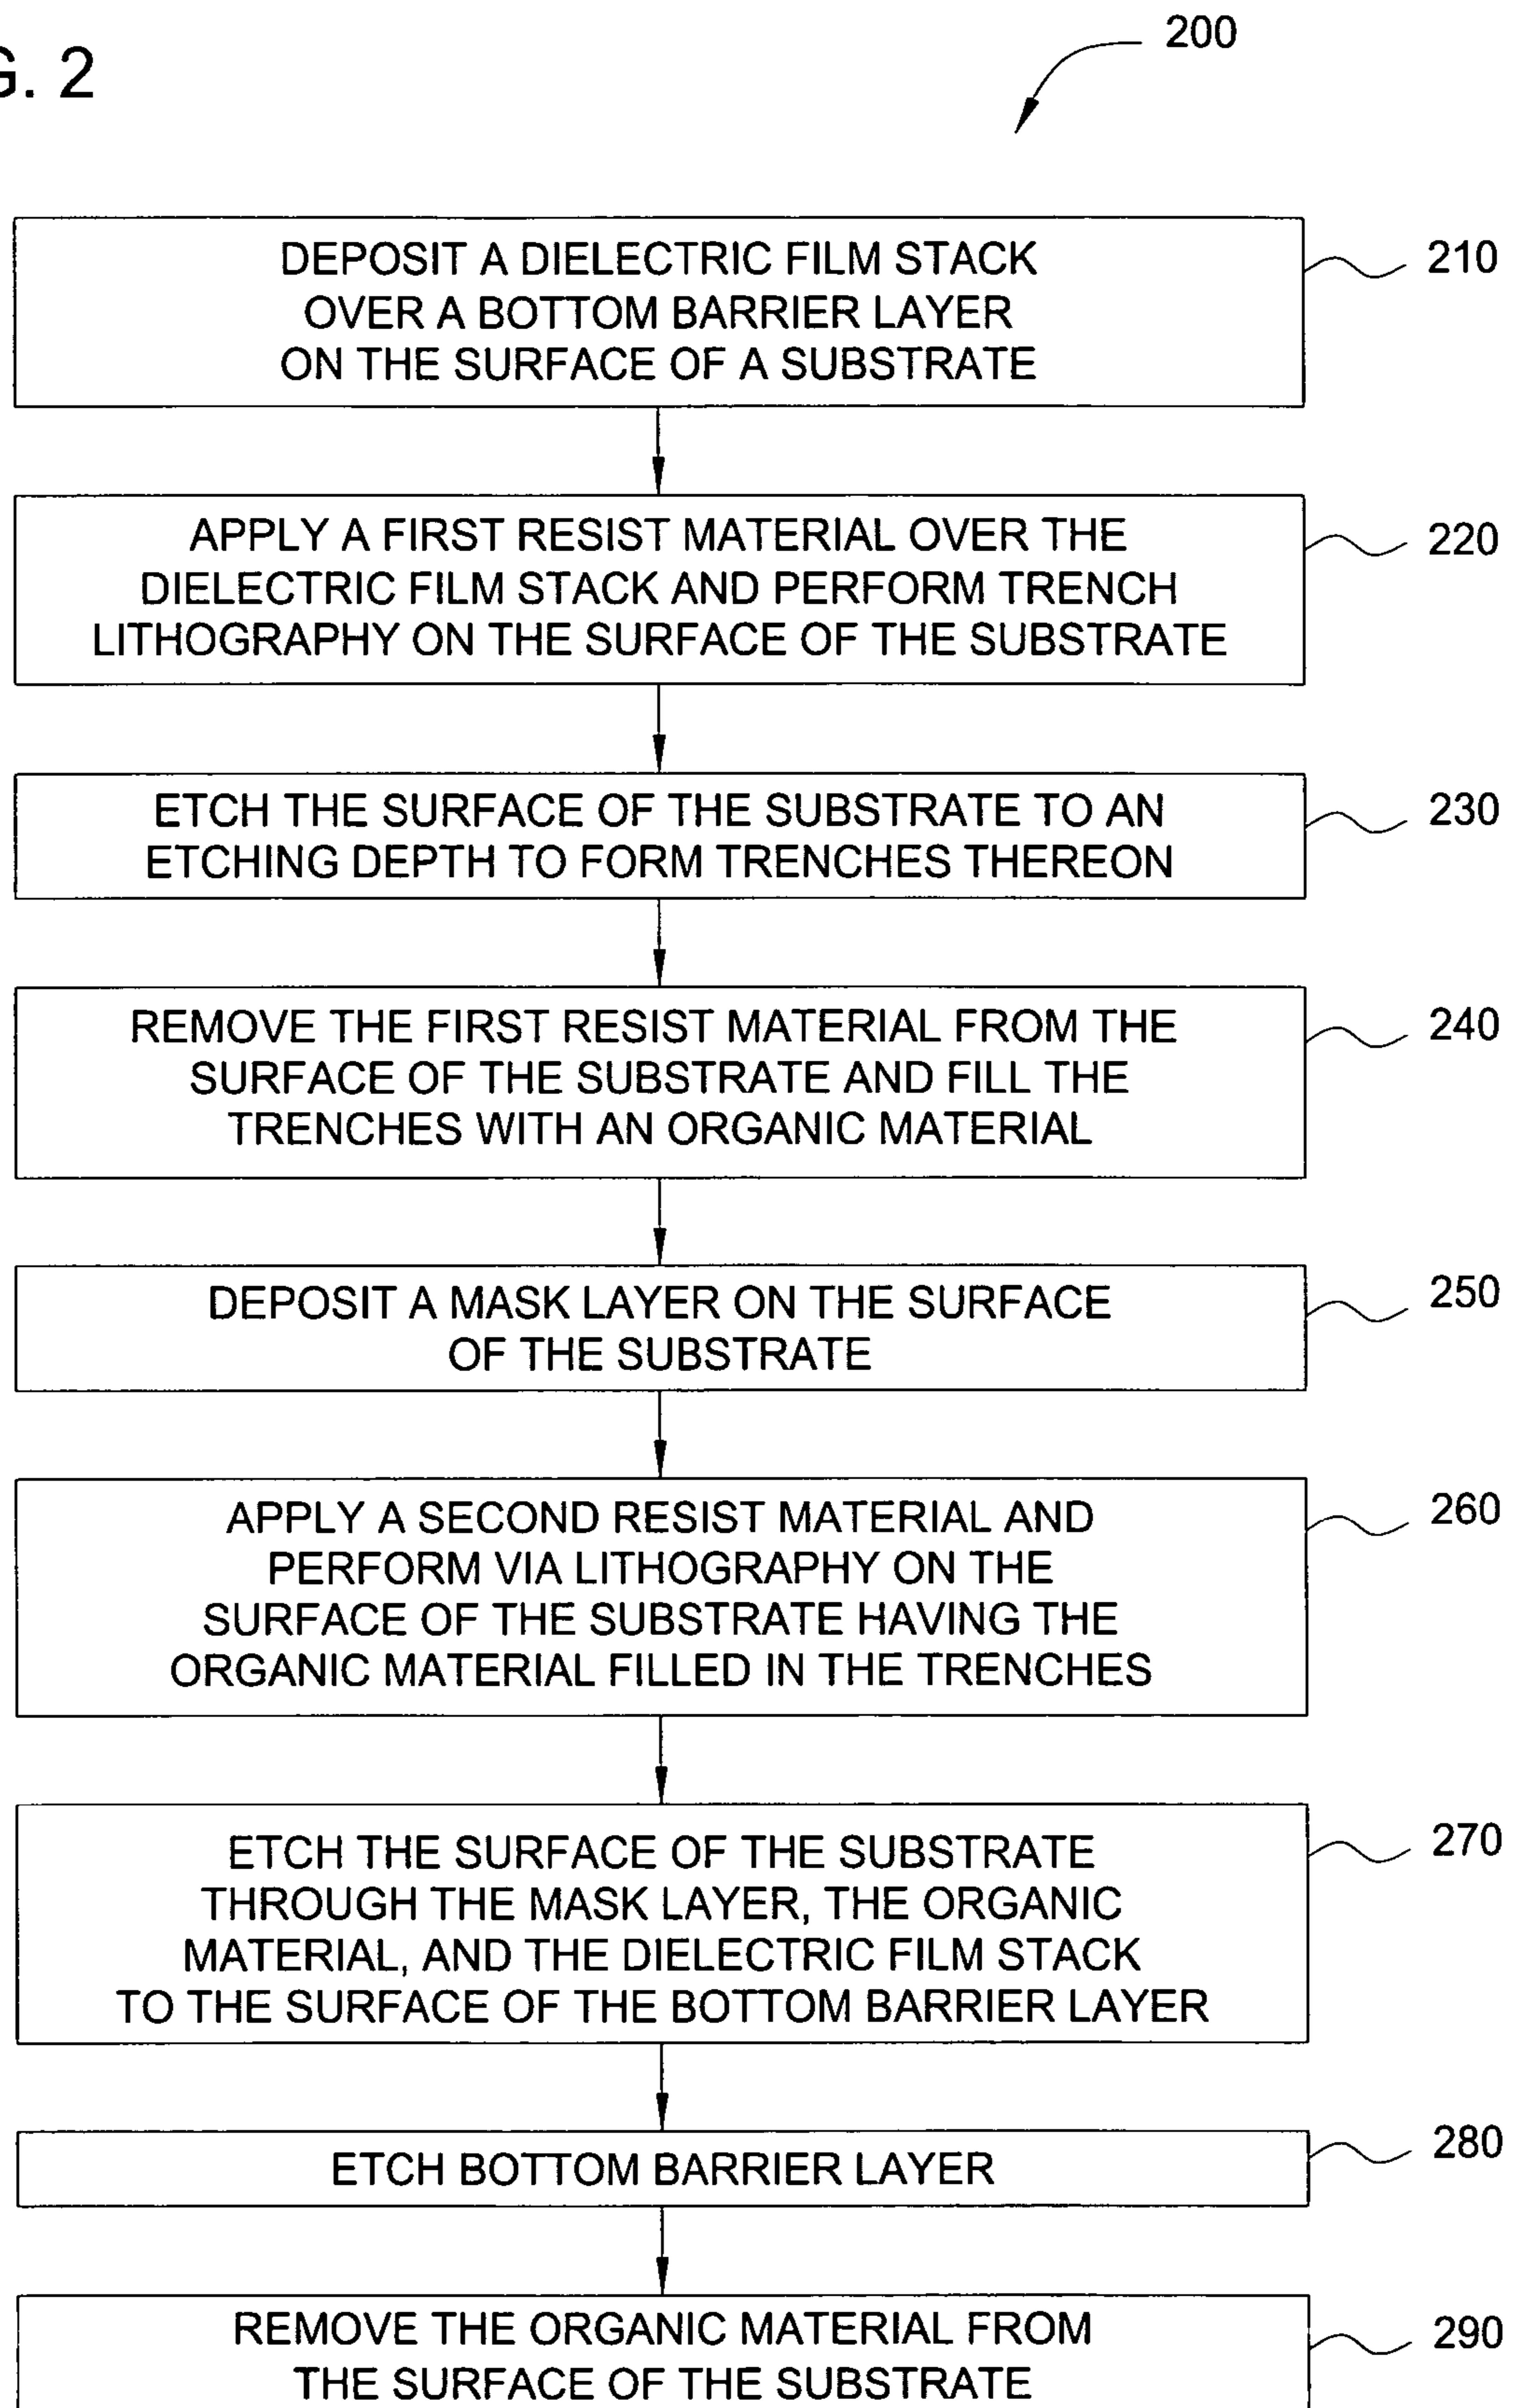 G. 2
200
DEPOSIT A DIELECTRIC FILM STACK
OVER A BOTTOM BARRIER LAYER
ON THE SURFACE OF A SUBSTRATE
210
APPLY A FIRST RESIST MATERIAL OVER THE
DIELECTRIC FILM STACK AND PERFORM TRENCH
LITHOGRAPHY ON THE SURFACE OF THE SUBSTRATE
220
ETCH THE SURFACE OF THE SUBSTRATE TO AN
ETCHING DEPTH TO FORM TRENCHES THEREON
230
REMOVE THE FIRST RESIST MATERIAL FROM THE
SURFACE OF THE SUBSTRATE AND FILL THE
TRENCHES WITH AN ORGANIC MATERIAL
240
DEPOSIT A MASK LAYER ON THE SURFACE
OF THE SUBSTRATE
250
APPLY A SECOND RESIST MATERIAL AND
PERFORM VIA LITHOGRAPHY ON THE
SURFACE OF THE SUBSTRATE HAVING THE
ORGANIC MATERIAL FILLED IN THE TRENCHES
260
ETCH THE SURFACE OF THE SUBSTRATE
THROUGH THE MASK LAYER, THE ORGANIC
MATERIAL, AND THE DIELECTRIC FILM STACK
TO THE SURFACE OF THE BOTTOM BARRIER LAYER
270
ETCH BOTTOM BARRIER LAYER
280
REMOVE THE ORGANIC MATERIAL FROM
THE SURFACE OF THE SUBSTRATE
290